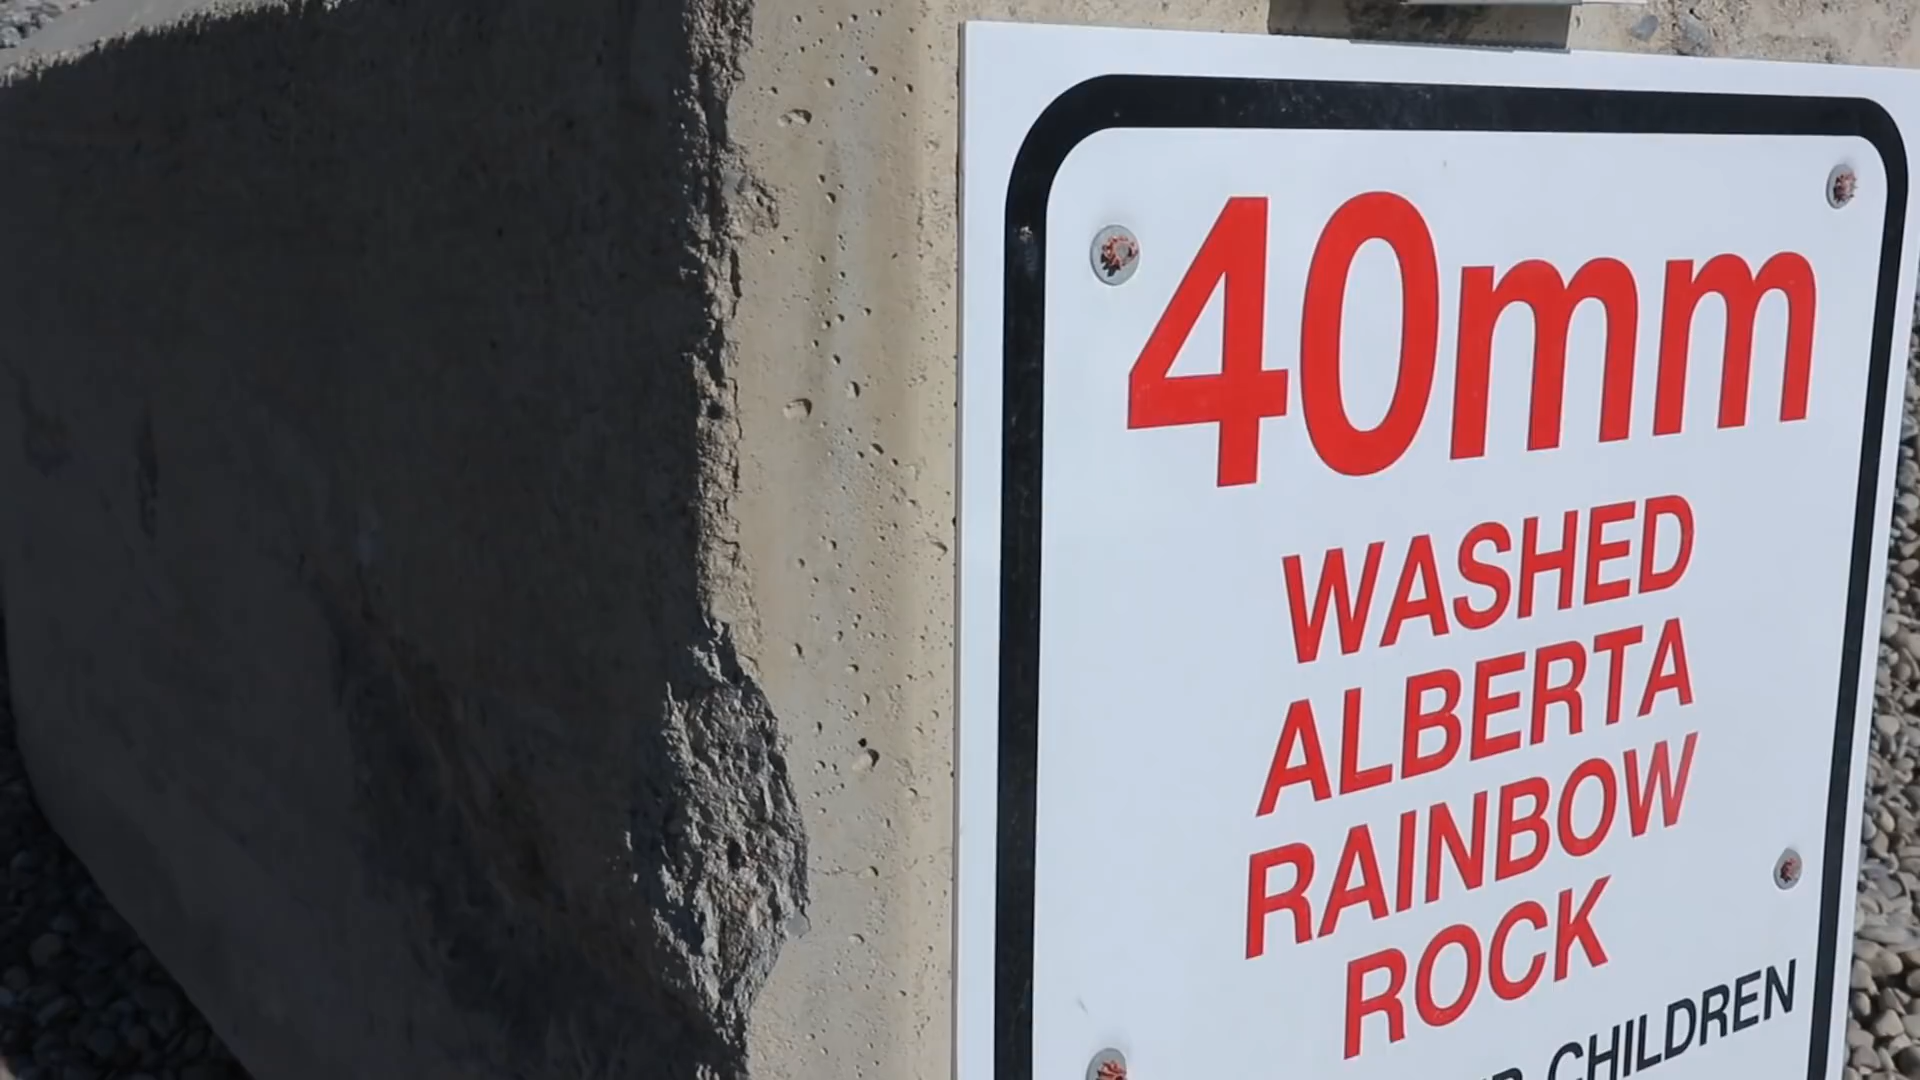 40mm
WASHED
ALBERTA
RAINBOW
ROCK
CHILDREN